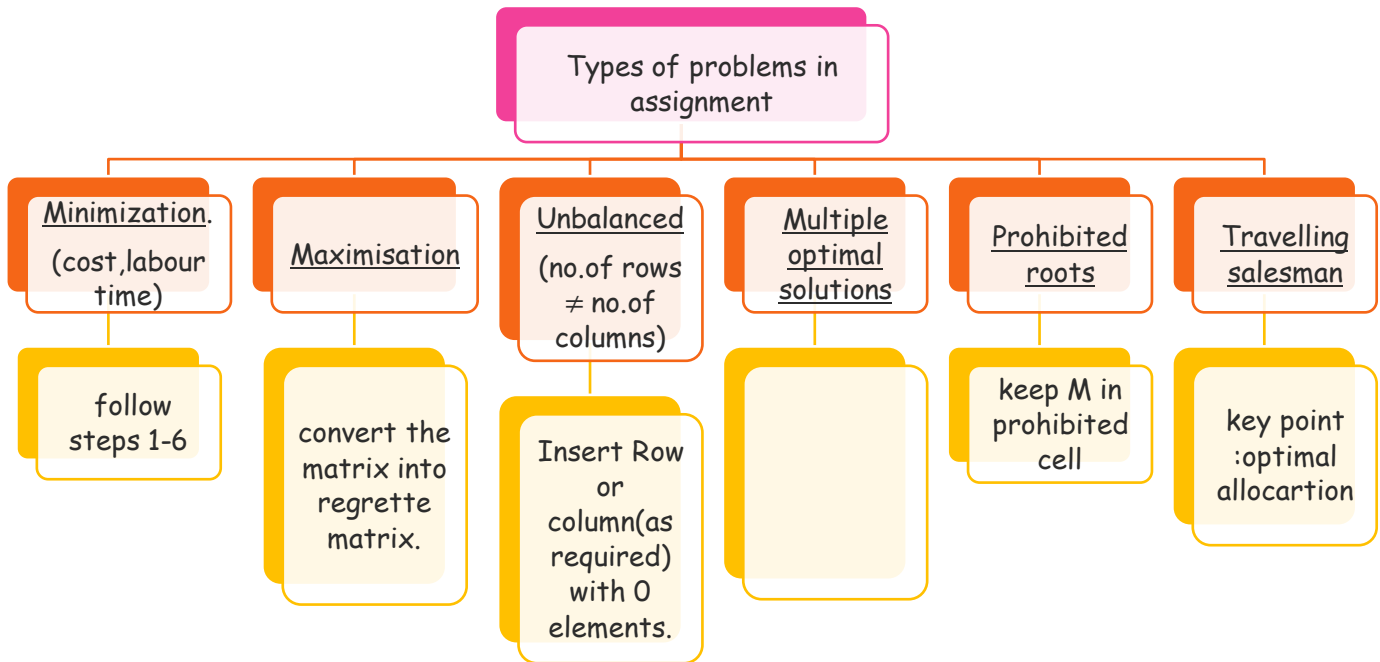 Types of problems in
assignment
Minimization.
(cost,labour
time)
follow
steps 1-6
Maximisation
convert the
matrix into
regrette
matrix.
Unbalanced
(no.of rows
≠ no.of
columns)
Insert Row
or
column(as
required)
with 0
elements.
Multiple
optimal
solutions
Prohibited
roots
keep M in
prohibited
cell
Travelling
salesman
key point
:optimal
allocartion